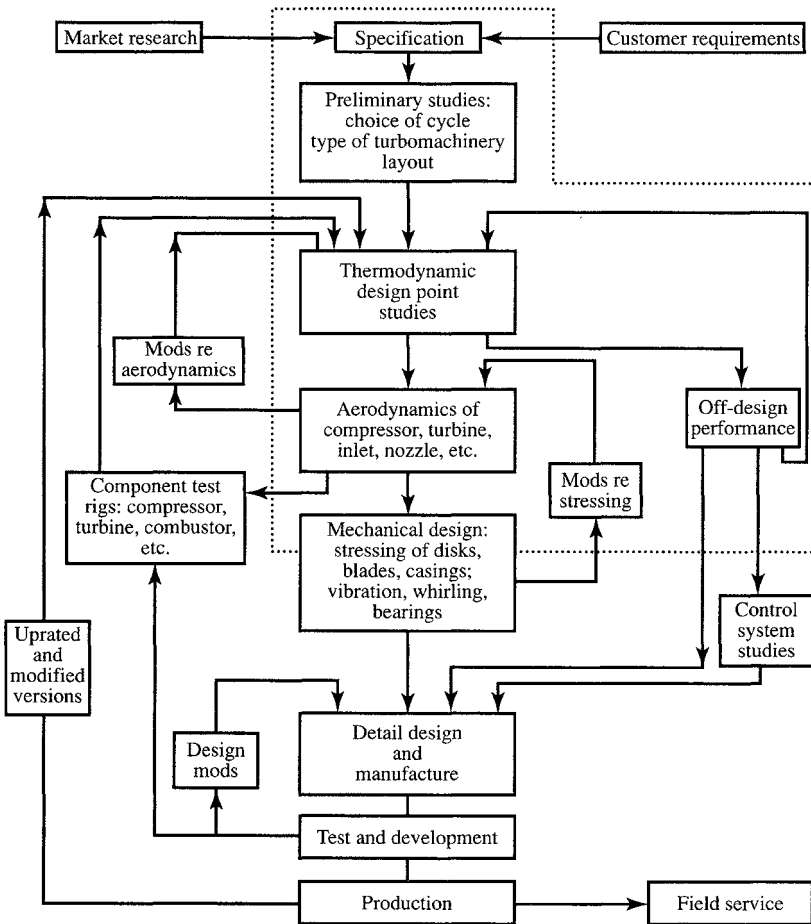 Market research
Specification
Customer requirements
Preliminary studies:
choice of cycle
type of turbomachinery
layout
Thermodynamic
design point
studies
Mods re
aerodynamics
Aerodynamics of
compressor, turbine,
inlet, nozzle, etc.
Off-design
performance
Mods re
stressing
Component test
rigs: compressor,
turbine, combustor,
etc.
Mechanical design:
stressing of disks,
blades, casings;
vibration, whirling,
bearings
Control
system
studies
Uprated
and
modified
versions
Design
mods
Detail design
and
manufacture
Test and development
Production
Field service